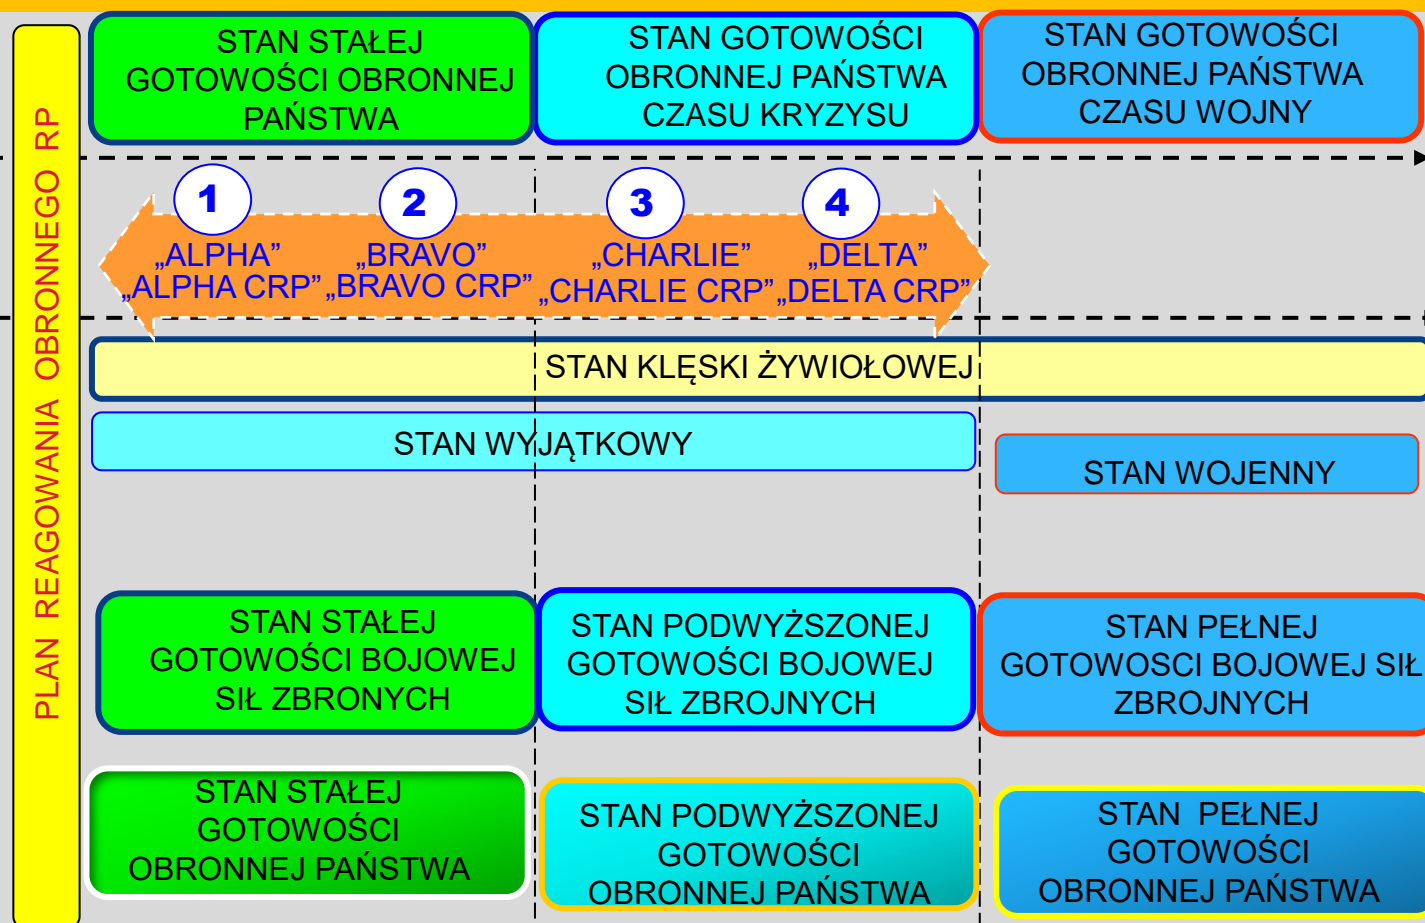 PLAN REAGOWANIA OBRONNEGO RP
STAN STAŁEJ
GOTOWOŚCI OBRONNEJ
PAŃSTWA
STAN GOTOWOŚCI
OBRONNEJ PAŃSTWA
CZASU KRYZYSU
STAN GOTOWOŚCI
OBRONNEJ PAŃSTWA
CZASU WOJNY
1
„ALPHA”
„ALPHA CRP”
2
„BRAVO”
„BRAVO CRP”
3
„CHARLIE”
„CHARLIE CRP”
4
„DELTA”
„DELTA CRP”
STAN KLĘSKI ŻYWIOŁOWEJ
STAN WYJĄTKOWY
STAN WOJENNY
STAN STAŁEJ
GOTOWOŚCI BOJOWEJ
SIŁ ZBRONYCH
STAN PODWYŻSZONEJ
GOTOWOŚCI BOJOWEJ
SIŁ ZBROJNYCH
STAN PEŁNEJ
GOTOWOSCI BOJOWEJ SIŁ
ZBROJNYCH
STAN STAŁEJ
GOTOWOŚCI
OBRONNEJ PAŃSTWA
STAN PODWYŻSZONEJ
GOTOWOŚCI
OBRONNEJ PAŃSTWA
STAN PEŁNEJ
GOTOWOŚCI
OBRONNEJ PAŃSTWA